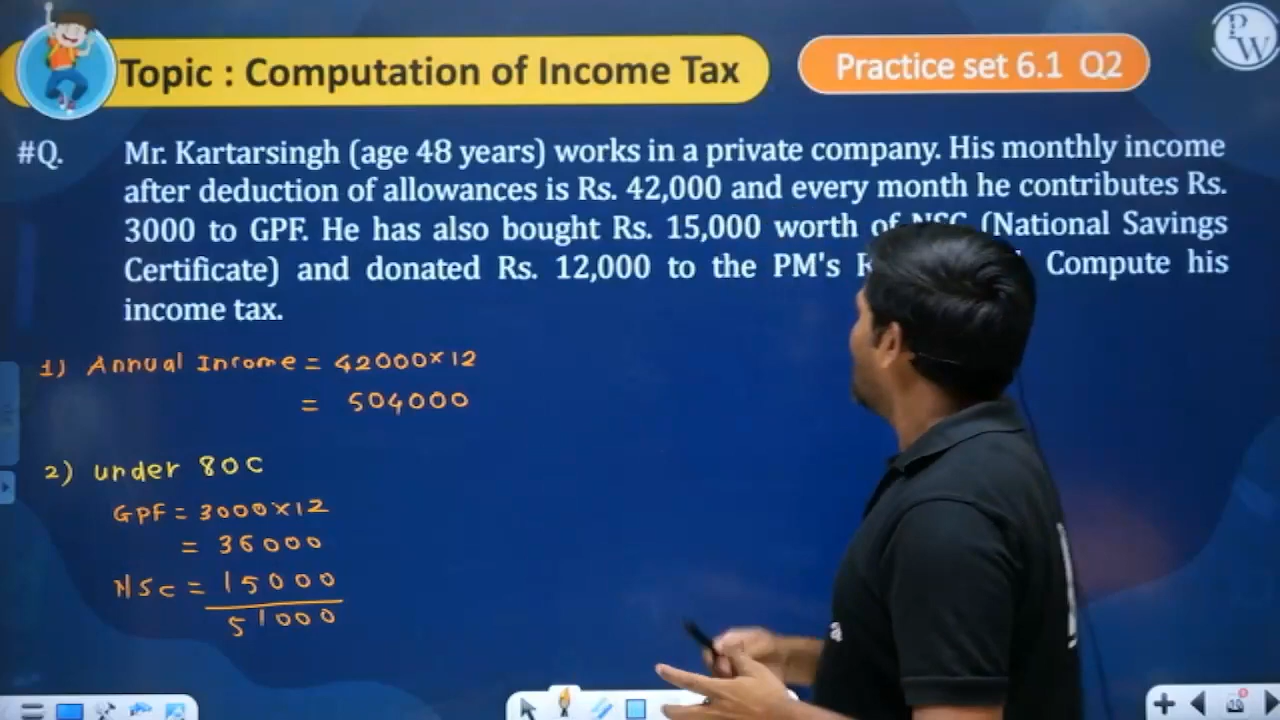 Topic : Computation of Income Tax
Practice set 6.1 Q2
PW
#Q. Mr. Kartarsingh (age 48 years) works in a private company. His monthly income
after deduction of allowances is Rs. 42,000 and every month he contributes Rs.
3000 to GPF. He has also bought Rs. 15,000 worth of NSC (National Savings
Certificate) and donated Rs. 12,000 to the PM's Compute his
income tax.
1) Annual Income = 42000×12
= 504000
2) under 80C
GPF = 3000×12
= 36000
NSC = 15000
51000